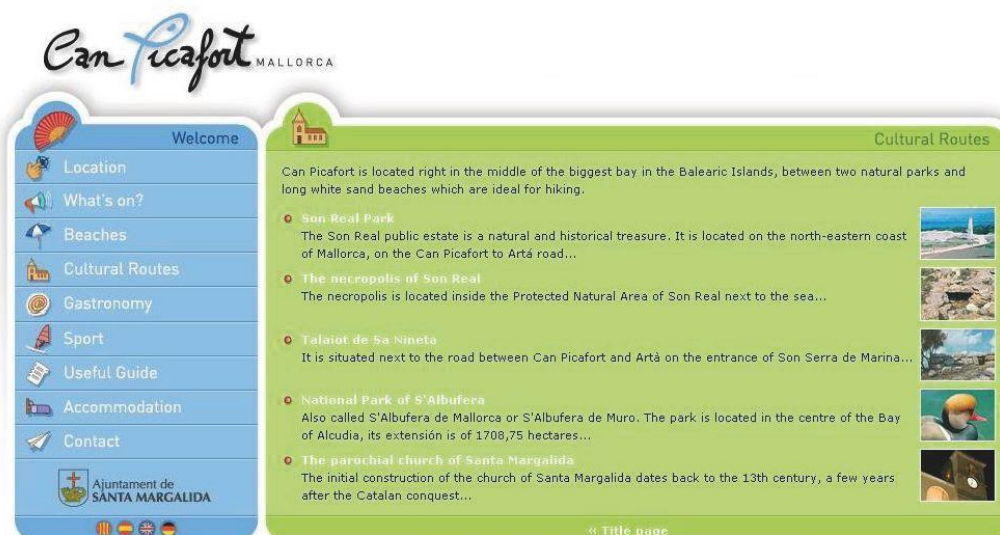 Can Picafort MALLORCA
Welcome
Location
What's on?
Beaches
Cultural Routes
Gastronomy
Sport
Useful Guide
Accommodation
Contact
Ajuntament de
SANTA MARGALIDA
Cultural Routes
Can Picafort is located right in the middle of the biggest bay in the Balearic Islands, between two natural parks and
long white sand beaches which are ideal for hiking.
Son Real Park
The Son Real public estate is a natural and historical treasure. It is located on the north-eastern coast
of Mallorca, on the Can Picafort to Artá road...
The necropolis of Son Real
The necropolis is located inside the Protected Natural Area of Son Real next to the sea...
Talaiot de Sa Nineta
It is situated next to the road between Can Picafort and Artà on the entrance of Son Serra de Marina...
National Park of S'Albufera
Also called S'Albufera de Mallorca or S'Albufera de Muro. The park is located in the centre of the Bay
of Alcudia, its extensión is of 1708,75 hectares...
The parochial church of Santa Margalida
The initial construction of the church of Santa Margalida dates back to the 13th century, a few years
after the Catalan conquest...
« Title page